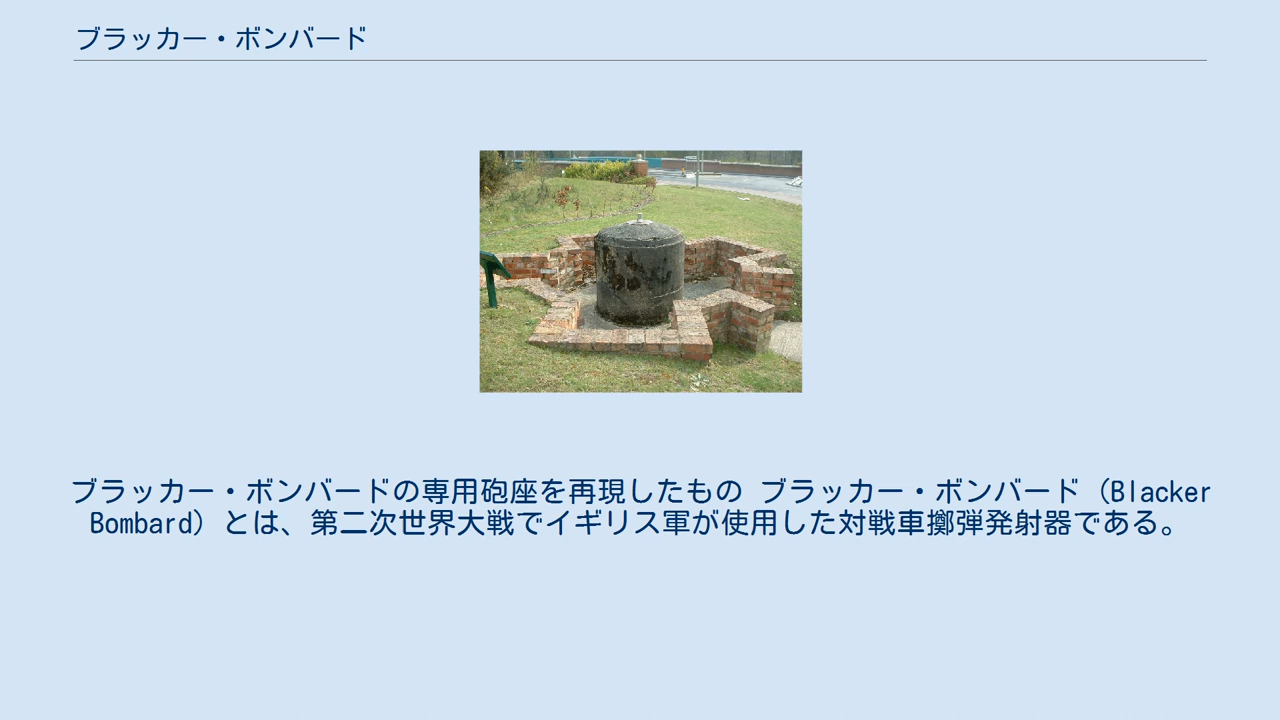 ブラッカー・ボンバード
ブラッカー・ボンバードの専用砲座を再現したもの ブラッカー・ボンバード（Blacker
Bombard）とは、第二次世界大戦でイギリス軍が使用した対戦車擲弾発射器である。